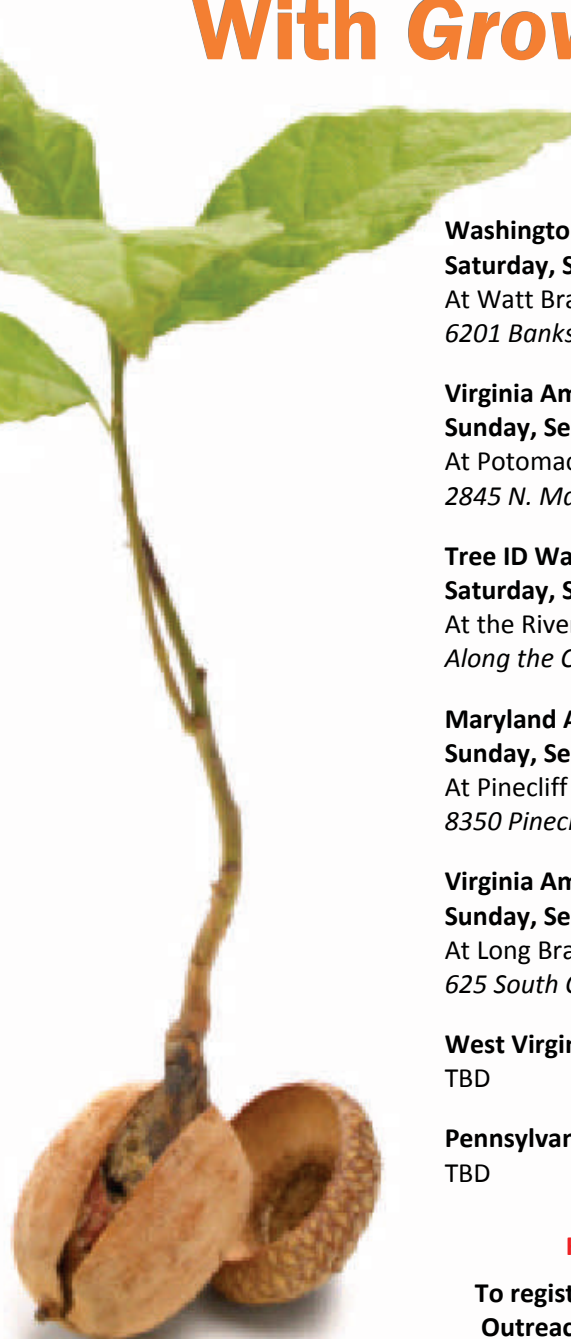 With Grow
Washingto
Saturday, S
At Watt Bra
6201 Banks
Virginia Am
Sunday, Se
At Potomac
2845 N. Ma
Tree ID Wa
Saturday, S
At the River
Along the C
Maryland A
Sunday, Se
At Pinecliff
8350 Pinecl
Virginia Am
Sunday, Se
At Long Bra
625 South
West Virgin
TBD
Pennsylvan
TBD
To regist
Outreac